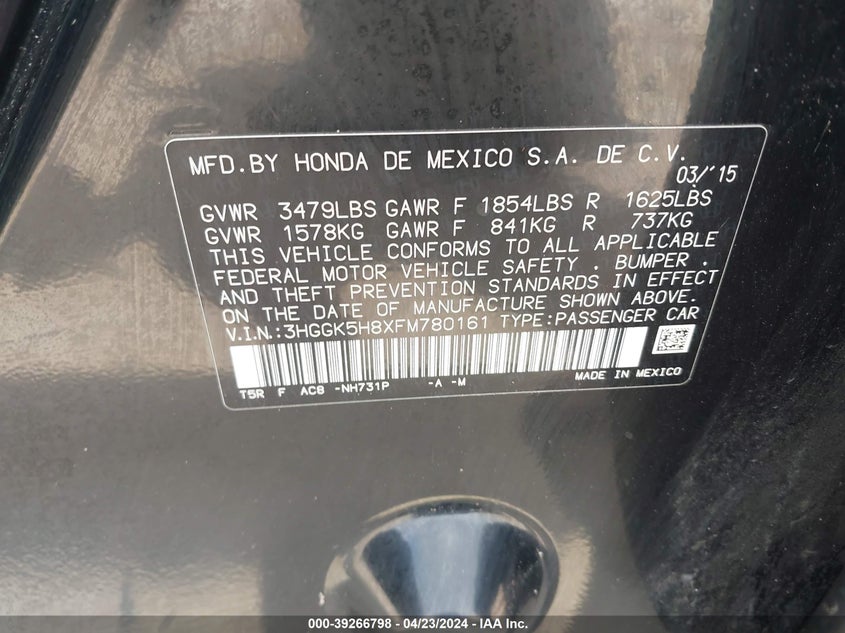 MFD.BY HONDA DE MEXICO S.A. DE C.V.
03/'15
GVWR 3479LBS GAWR F 1854LBS R 1625LBS
GVWR 1578KG GAWR F 841KG R 737KG
THIS VEHICLE CONFORMS TO ALL APPLICABLE
FEDERAL MOTOR VEHICLE SAFETY . BUMPER .
AND THEFT PREVENTION STANDARDS IN EFFECT
ON THE DATE OF MANUFACTURE SHOWN ABOVE.
V.I.N.:3HGGK5H8XFM780161 TYPE:PASSENGER CAR
T5R F AC8 -NH731P -A -M MADE IN MEXICO
000-39266798 - 04/23/2024 - IAA Inc.